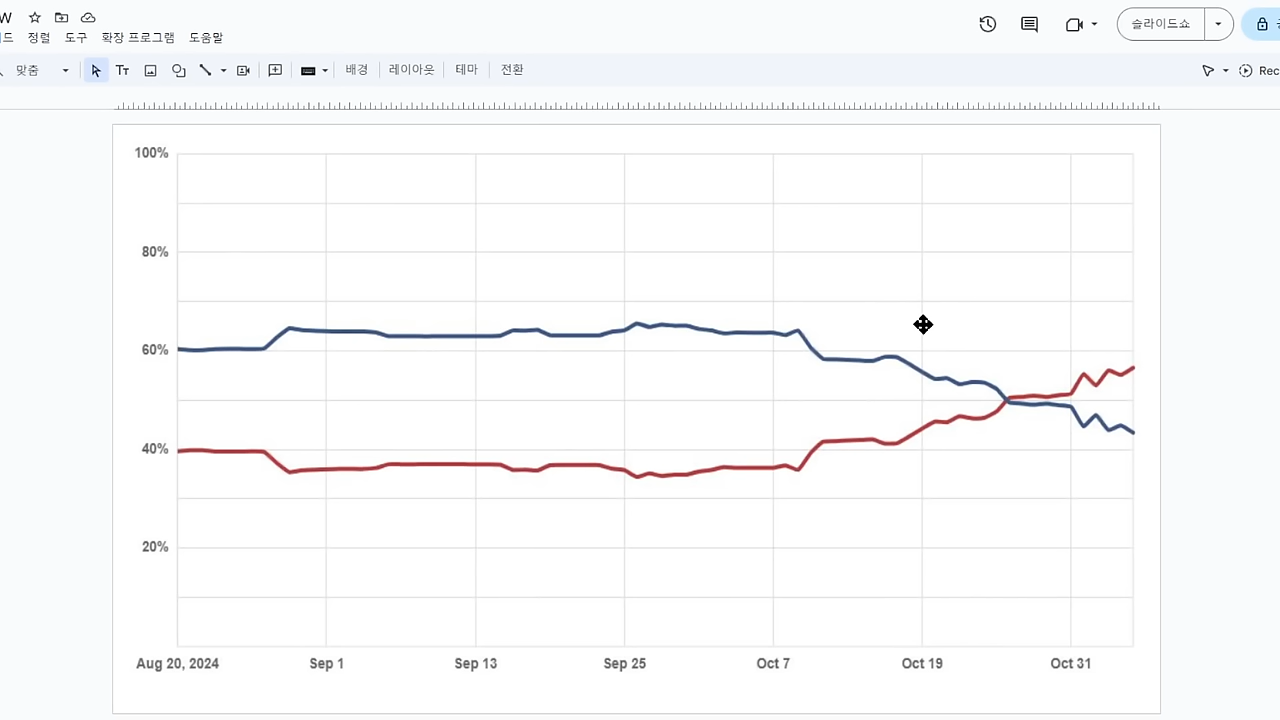 W
드 정렬 도구 확장 프로그램 도움말
슬라이드쇼
맞춤 Tт 배경 레이아웃 테마 전환 Rec
100%
80%
60%
40%
20%
Aug 20, 2024 Sep 1 Sep 13 Sep 25 Oct 7 Oct 19 Oct 31